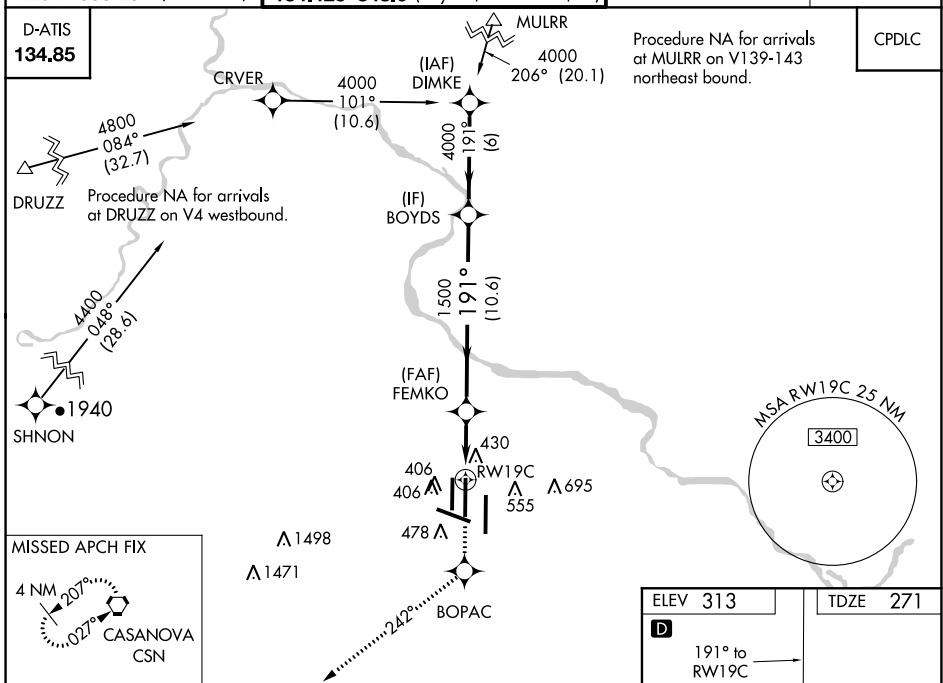 D-ATIS
134.85
MULRR
4000
206° (20.1)
Procedure NA for arrivals
at MULRR on V139-143
northeast bound.
CPDLC
CRVER
4000
101°
(10.6)
(IAF)
DIMKE
4800
084°
(32.7)
DRUZZ
Procedure NA for arrivals
at DRUZZ on V4 westbound.
4000
191°
(6)
(IF)
BOYDS
4400
048°
(28.6)
1500
191°
(10.6)
SHNON
1940
(FAF)
FEMKO
MSA RW19C 25 NM
3400
430
RW19C
406
406
555
695
478
1498
1471
BOPAC
242°
MISSED APCH FIX
4 NM
207°
027°
CASANOVA
CSN
ELEV 313
TDZE 271
D
191° to
RW19C